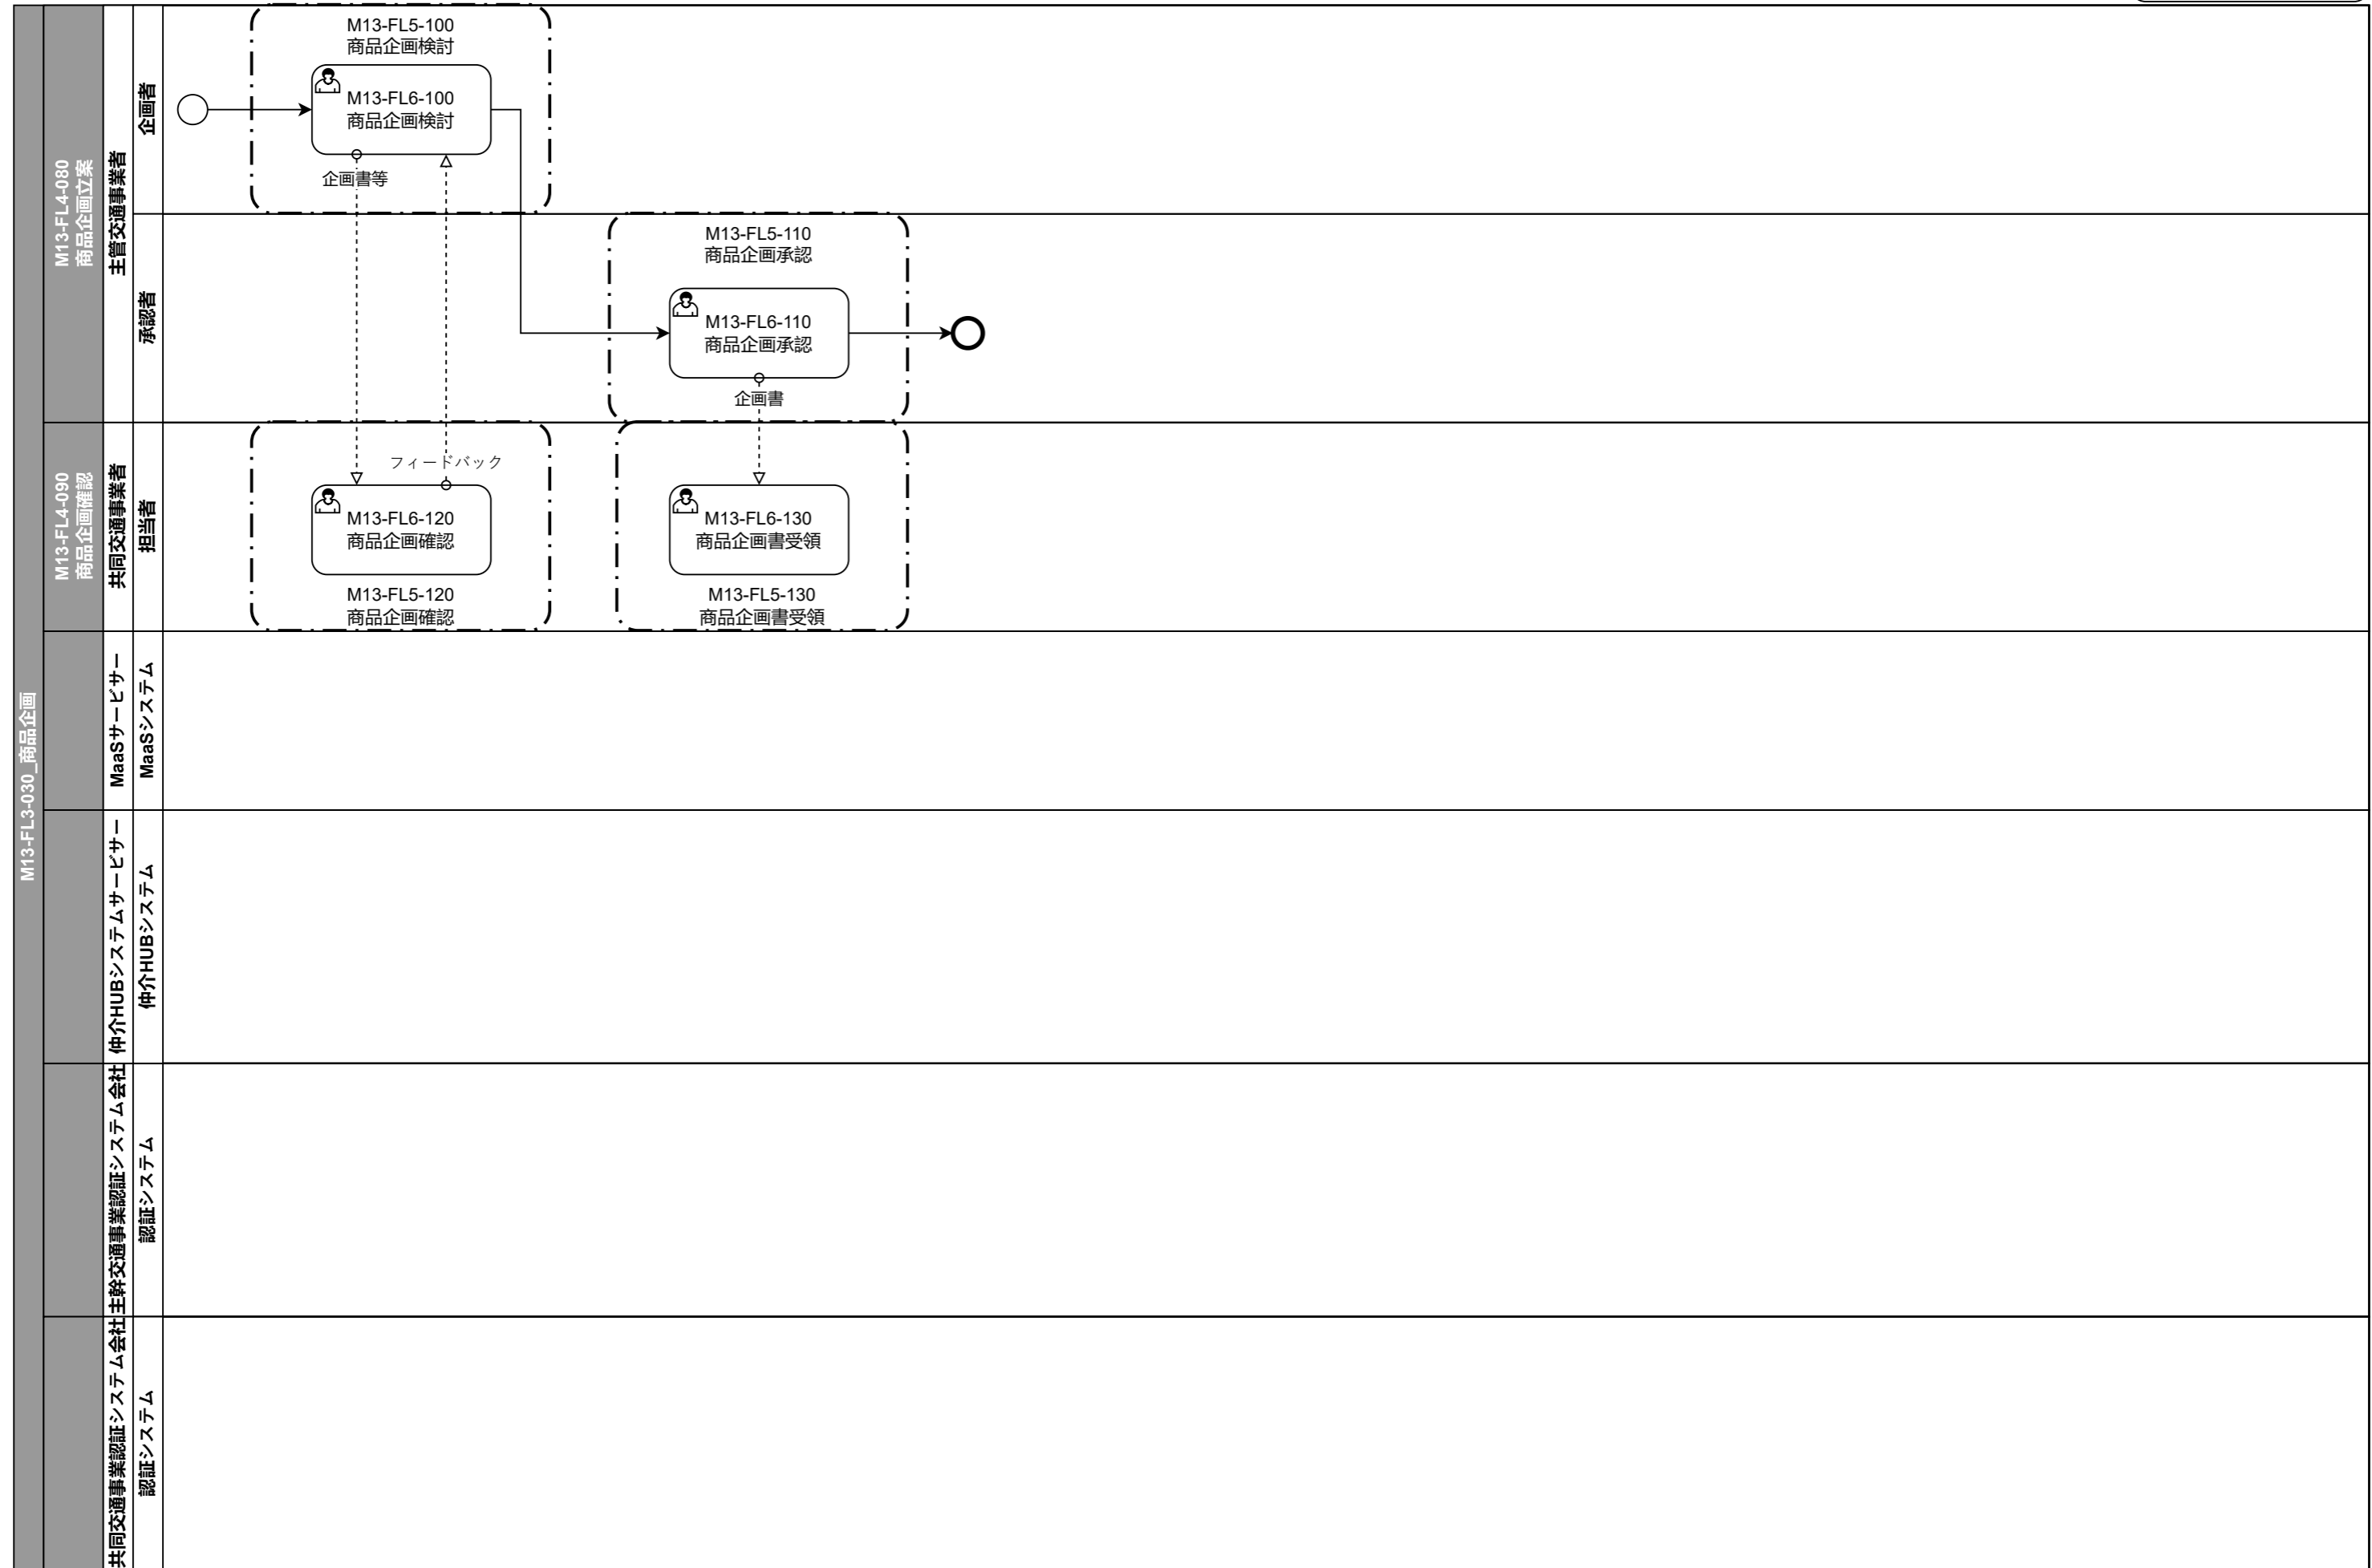 M13-FL3-030_商品企画
M13-FL4-080
商品企画立案
主管交通事業者
企画者
M13-FL5-100
商品企画検討
M13-FL6-100
商品企画検討
企画書等
承認者
M13-FL5-110
商品企画承認
M13-FL6-110
商品企画承認
企画書
M13-FL4-090
商品企画確認
共同交通事業者
担当者
フィードバック
M13-FL6-120
商品企画確認
M13-FL5-120
商品企画確認
M13-FL6-130
商品企画書受領
M13-FL5-130
商品企画書受領
MaaSサービサー
MaaSシステム
仲介HUBシステムサービサー
仲介HUBシステム
主幹交通事業認証システム会社
認証システム
共同交通事業認証システム会社
認証システム